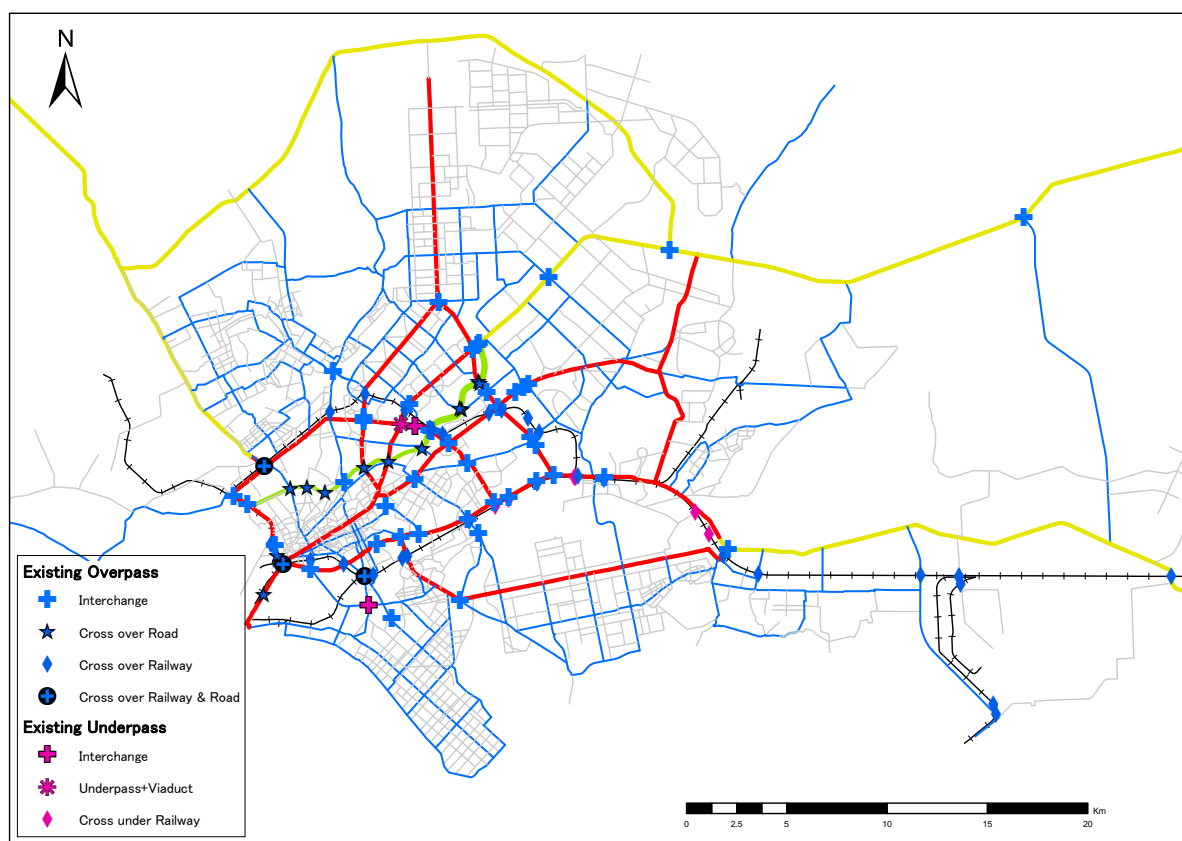 N
Existing Overpass
Interchange
Cross over Road
Cross over Railway
Cross over Railway & Road
Existing Underpass
Interchange
Underpass+Viaduct
Cross under Railway
Km
0 2.5 5 10 15 20